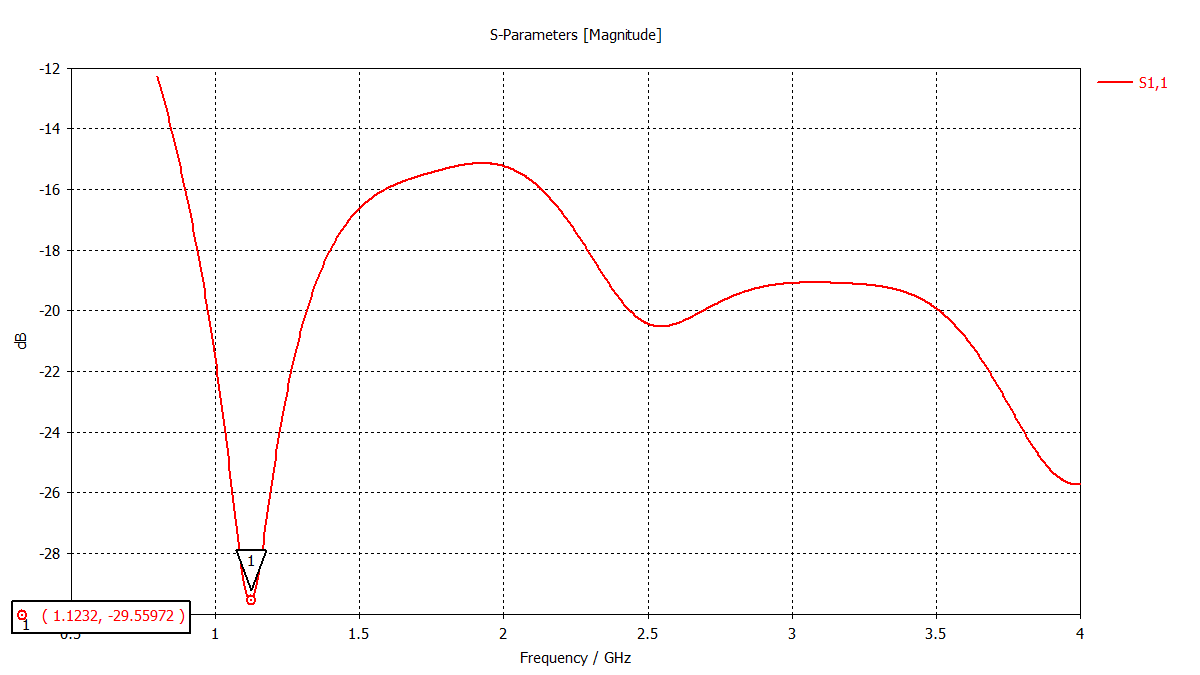 S-Parameters [Magnitude]
S1,1
-12
-14
-16
-18
-20
-22
-24
-26
-28
dB
1
1 ( 1.1232, -29.55972 )
0.5 1 1.5 2 2.5 3 3.5 4
Frequency / GHz